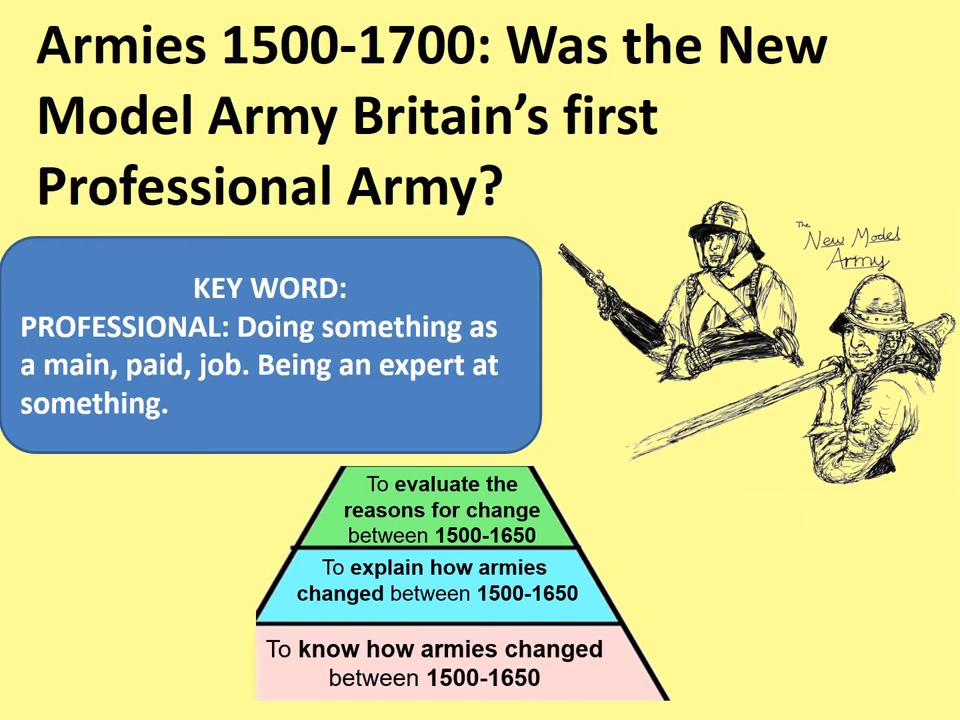 Armies 1500-1700: Was the New
Model Army Britain’s first
Professional Army?
KEY WORD:
PROFESSIONAL: Doing something as
a main, paid, job. Being an expert at
something.
The
New Model
Army
To evaluate the
reasons for change
between 1500-1650
To explain how armies
changed between 1500-1650
To know how armies changed
between 1500-1650